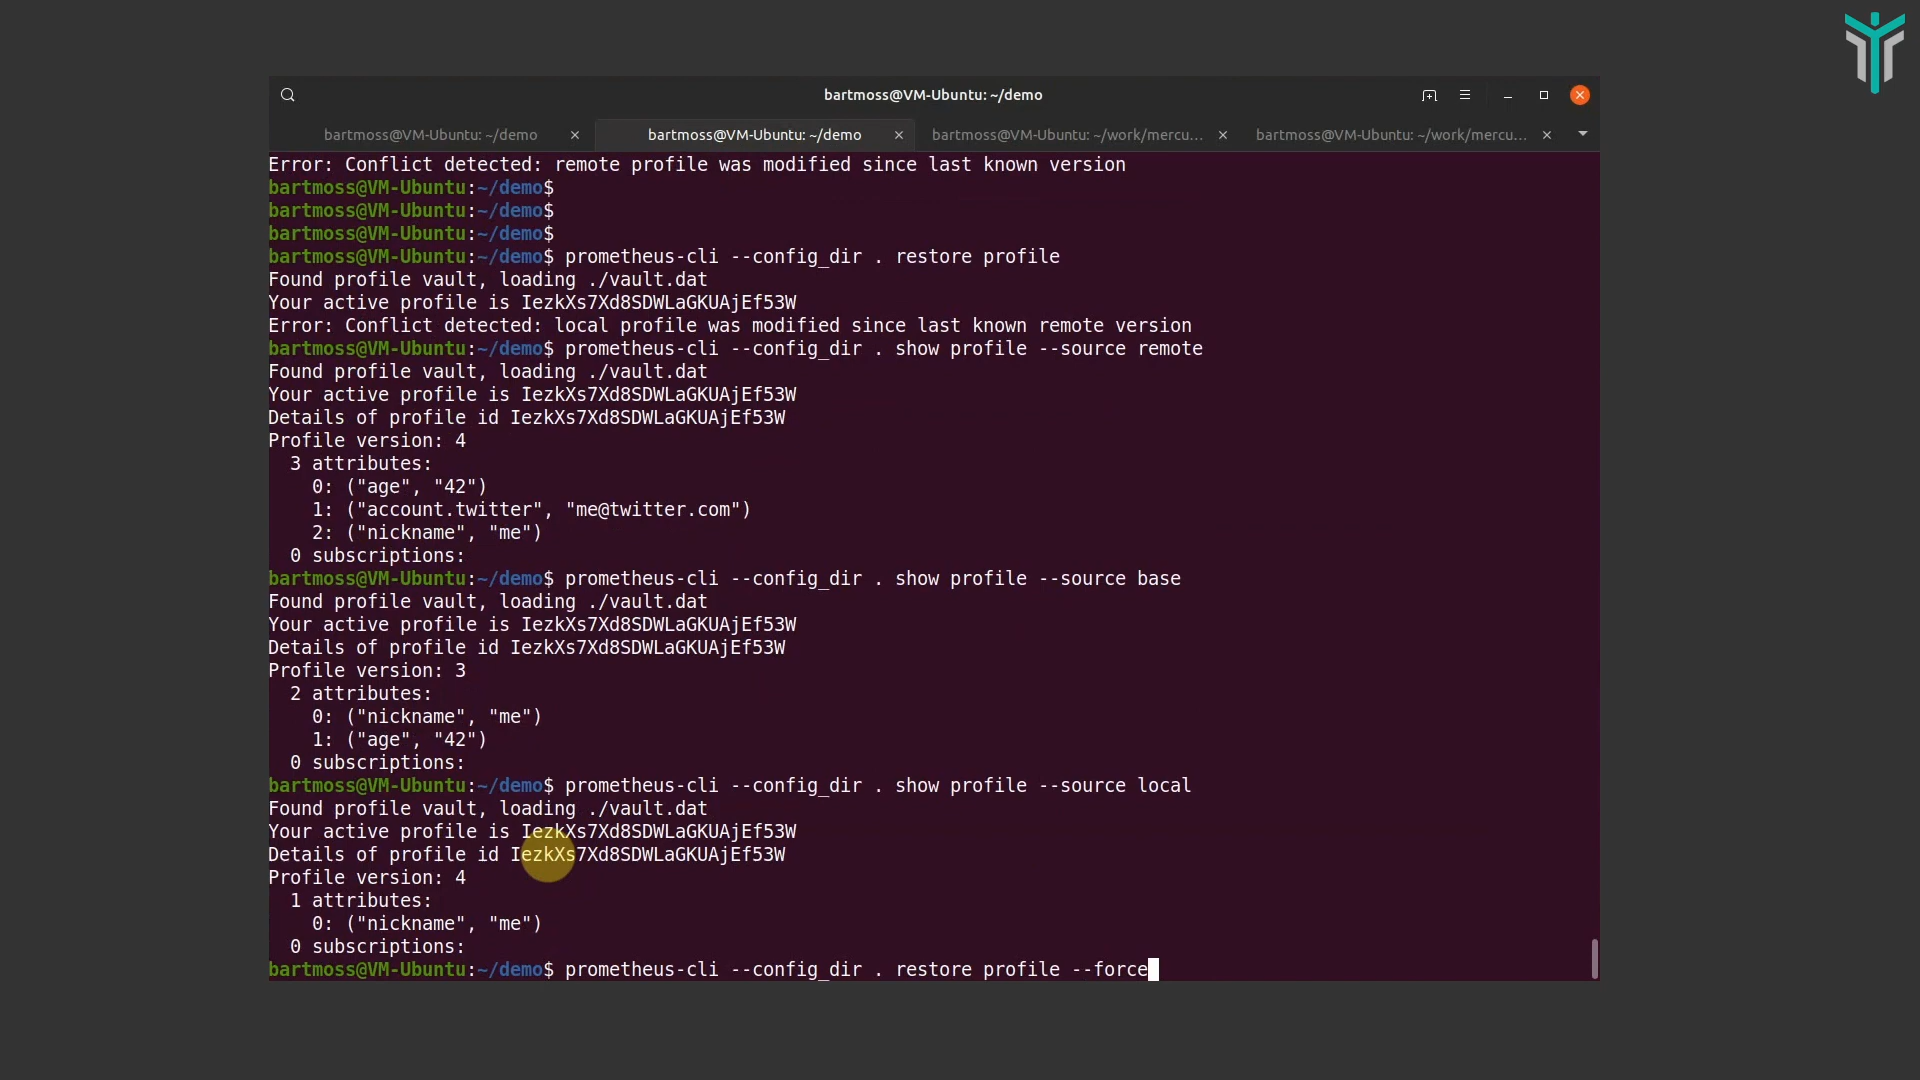 bartmoss@VM-Ubuntu: ~/demo
bartmoss@VM-Ubuntu: ~/demo
bartmoss@VM-Ubuntu: ~/demo
bartmoss@VM-Ubuntu: ~/work/mercu...
bartmoss@VM-Ubuntu: ~/work/mercu...
Error: Conflict detected: remote profile was modified since last known version
bartmoss@VM-Ubuntu:~/demo$
bartmoss@VM-Ubuntu:~/demo$
bartmoss@VM-Ubuntu:~/demo$
bartmoss@VM-Ubuntu:~/demo$ prometheus-cli --config_dir . restore profile
Found profile vault, loading ./vault.dat
Your active profile is IezkXs7Xd8SDWLaGKUAjEf53W
Error: Conflict detected: local profile was modified since last known remote version
bartmoss@VM-Ubuntu:~/demo$ prometheus-cli --config_dir . show profile --source remote
Found profile vault, loading ./vault.dat
Your active profile is IezkXs7Xd8SDWLaGKUAjEf53W
Details of profile id IezkXs7Xd8SDWLaGKUAjEf53W
Profile version: 4
  3 attributes:
    0: ("age", "42")
    1: ("account.twitter", "me@twitter.com")
    2: ("nickname", "me")
  0 subscriptions:
bartmoss@VM-Ubuntu:~/demo$ prometheus-cli --config_dir . show profile --source base
Found profile vault, loading ./vault.dat
Your active profile is IezkXs7Xd8SDWLaGKUAjEf53W
Details of profile id IezkXs7Xd8SDWLaGKUAjEf53W
Profile version: 3
  2 attributes:
    0: ("nickname", "me")
    1: ("age", "42")
  0 subscriptions:
bartmoss@VM-Ubuntu:~/demo$ prometheus-cli --config_dir . show profile --source local
Found profile vault, loading ./vault.dat
Your active profile is IezkXs7Xd8SDWLaGKUAjEf53W
Details of profile id IezkXs7Xd8SDWLaGKUAjEf53W
Profile version: 4
  1 attributes:
    0: ("nickname", "me")
  0 subscriptions:
bartmoss@VM-Ubuntu:~/demo$ prometheus-cli --config_dir . restore profile --force